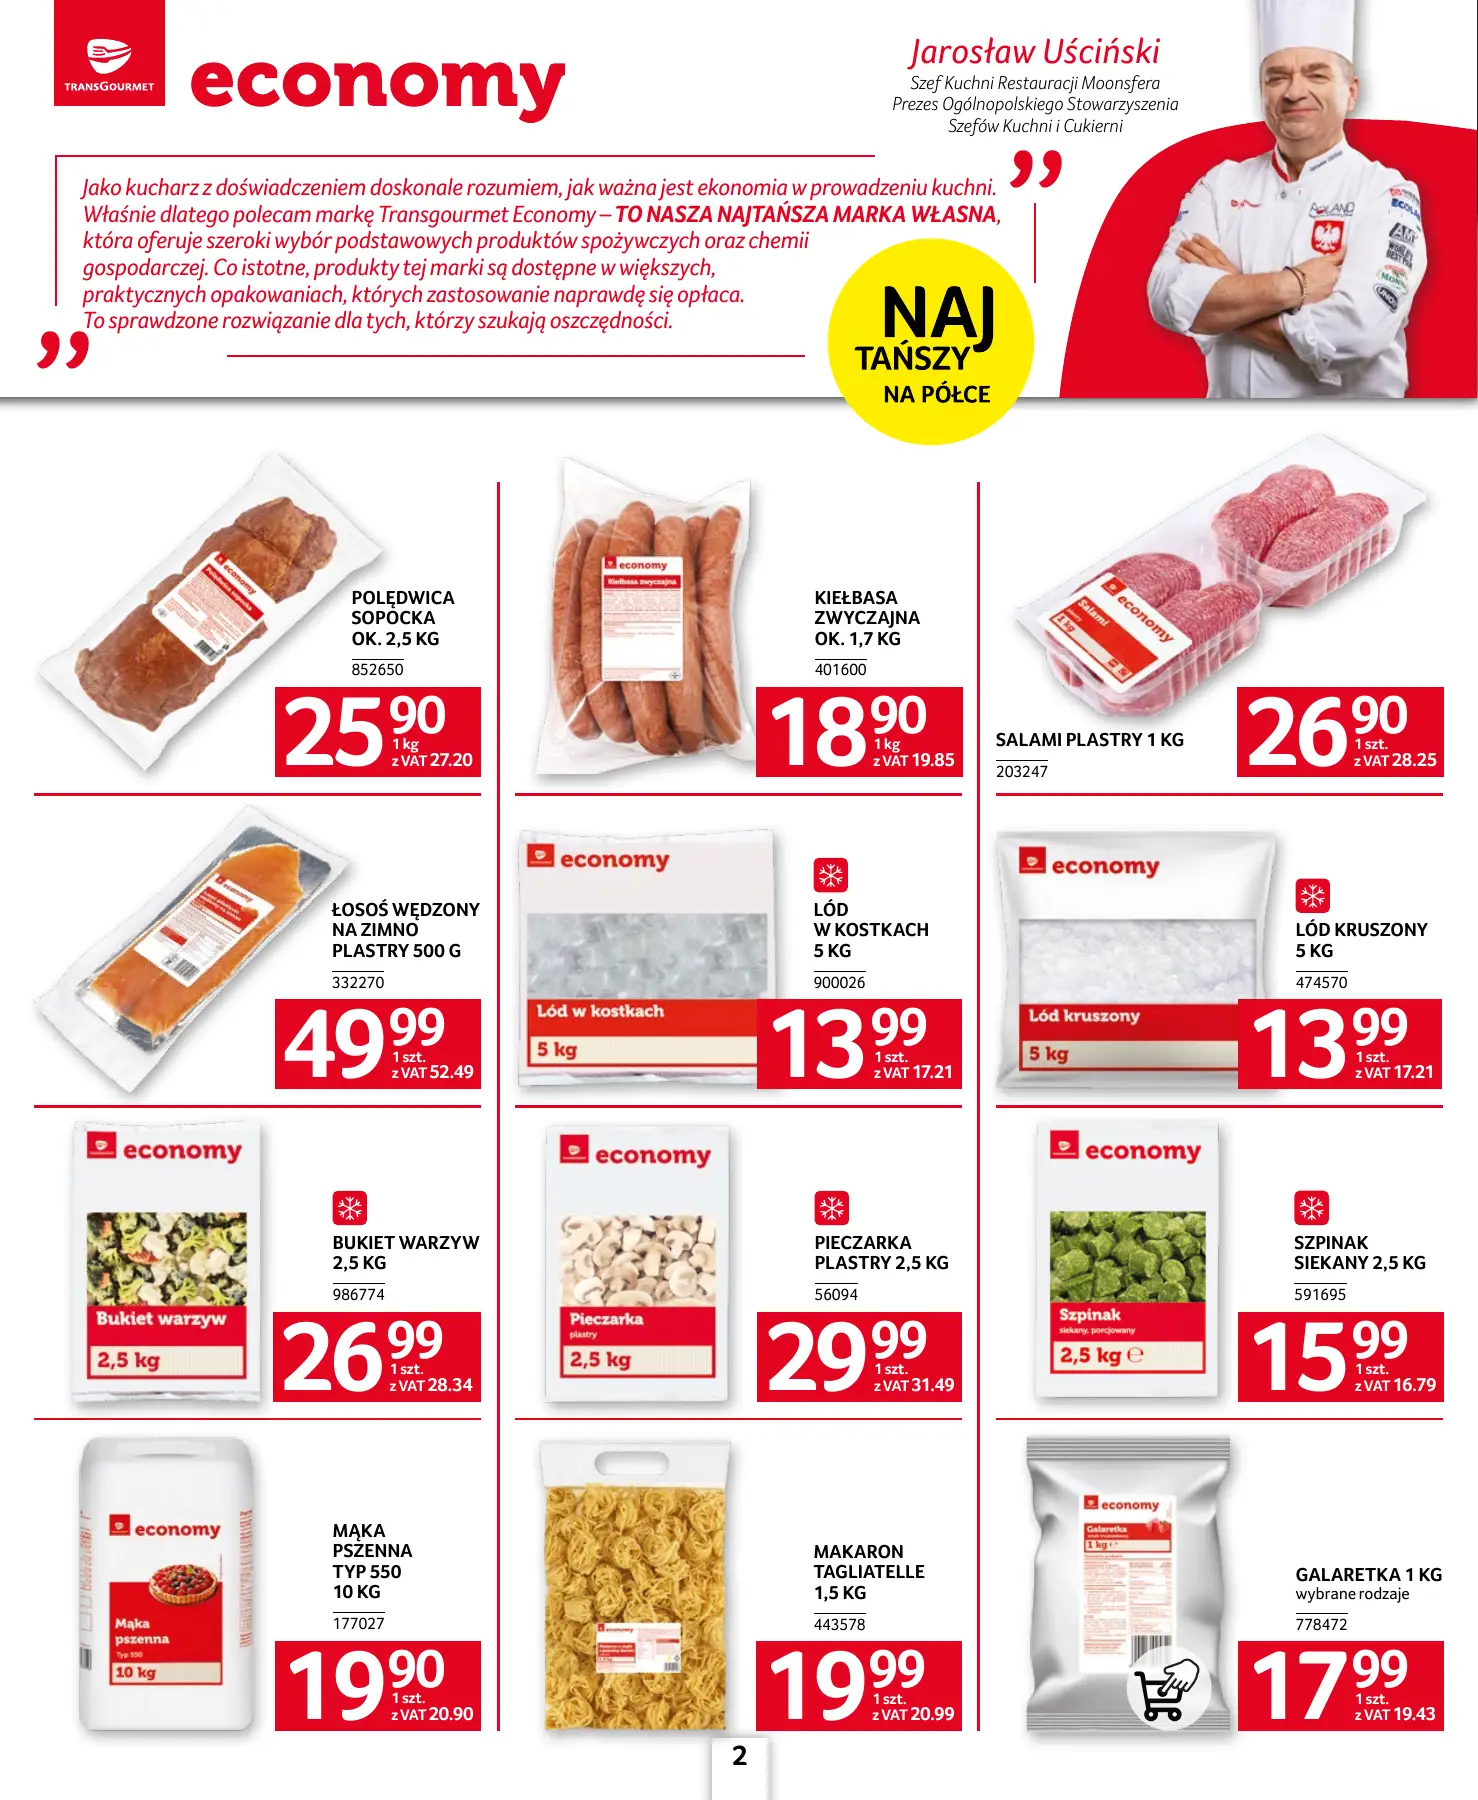 TRANSGOURMET
economy
Jarosław Uściński
Szef Kuchni Restauracji Moonsfera
Prezes Ogólnopolskiego Stowarzyszenia
Szefów Kuchni i Cukierni
Jako kucharz z doświadczeniem doskonale rozumiem, jak ważna jest ekonomia w prowadzeniu kuchni.
Właśnie dlatego polecam markę Transgourmet Economy – TO NASZA NAJTAŃSZA MARKA WŁASNA,
która oferuje szeroki wybór podstawowych produktów spożywczych oraz chemii
gospodarczej. Co istotne, produkty tej marki są dostępne w większych,
praktycznych opakowaniach, których zastosowanie naprawdę się opłaca.
To sprawdzone rozwiązanie dla tych, którzy szukają oszczędności.
NAJ
TAŃSZY
NA PÓŁCE
POLAND
economy
Polędwica sopocka
POLĘDWICA
SOPOCKA
OK. 2,5 KG
852650
25 90
1 kg
z VAT 27.20
economy
Kiełbasa zwyczajna
KIEŁBASA
ZWYCZAJNA
OK. 1,7 KG
401600
18 90
1 kg
z VAT 19.85
economy
Salami
plastry
1 kg
SALAMI PLASTRY 1 KG
203247
26 90
1 szt.
z VAT 28.25
economy
ŁOSOŚ WĘDZONY
NA ZIMNO
PLASTRY 500 G
332270
49 99
1 szt.
z VAT 52.49
economy
Lód w kostkach
5 kg
LÓD
W KOSTKACH
5 KG
900026
13 99
1 szt.
z VAT 17.21
economy
Lód kruszony
5 kg
LÓD KRUSZONY
5 KG
474570
13 99
1 szt.
z VAT 17.21
economy
Bukiet warzyw
2,5 kg
BUKIET WARZYW
2,5 KG
986774
26 99
1 szt.
z VAT 28.34
economy
Pieczarka
plastry
2,5 kg
PIECZARKA
PLASTRY 2,5 KG
56094
29 99
1 szt.
z VAT 31.49
economy
Szpinak
siekany, porcjowany
2,5 kg ℮
SZPINAK
SIEKANY 2,5 KG
591695
15 99
1 szt.
z VAT 16.79
economy
Mąka
pszenna
Typ 550
10 kg
MĄKA
PSZENNA
TYP 550
10 KG
177027
19 90
1 szt.
z VAT 20.90
economy
MAKARON
TAGLIATELLE
1,5 KG
443578
19 99
1 szt.
z VAT 20.99
economy
Galaretka
1 kg ℮
GALARETKA 1 KG
wybrane rodzaje
778472
17 99
1 szt.
z VAT 19.43
2